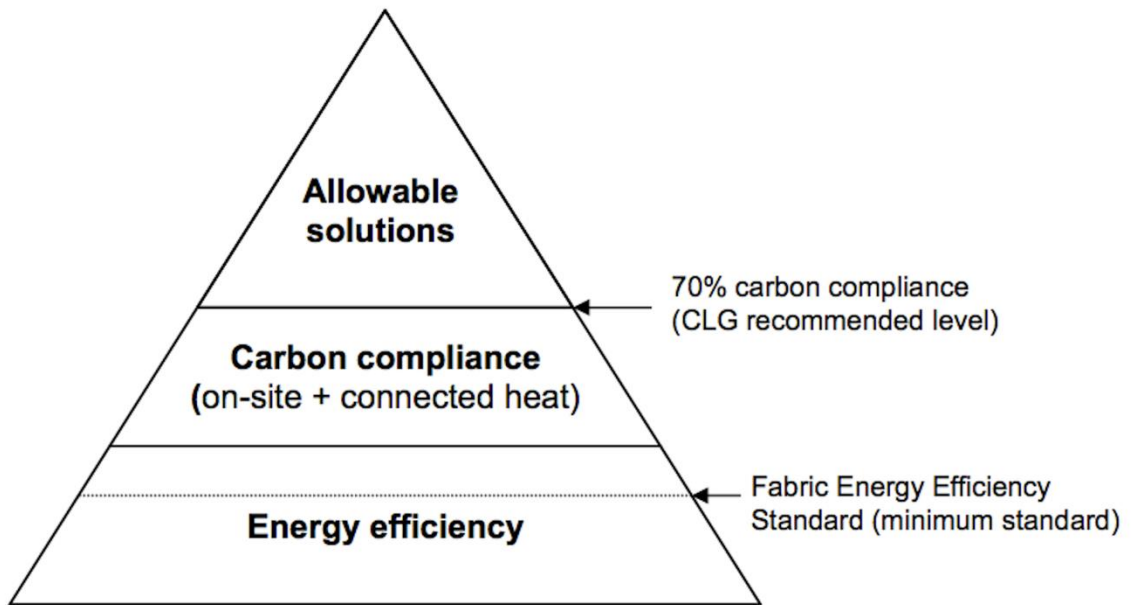 Allowable
solutions
70% carbon compliance
(CLG recommended level)
Carbon compliance
(on-site + connected heat)
Fabric Energy Efficiency
Standard (minimum standard)
Energy efficiency